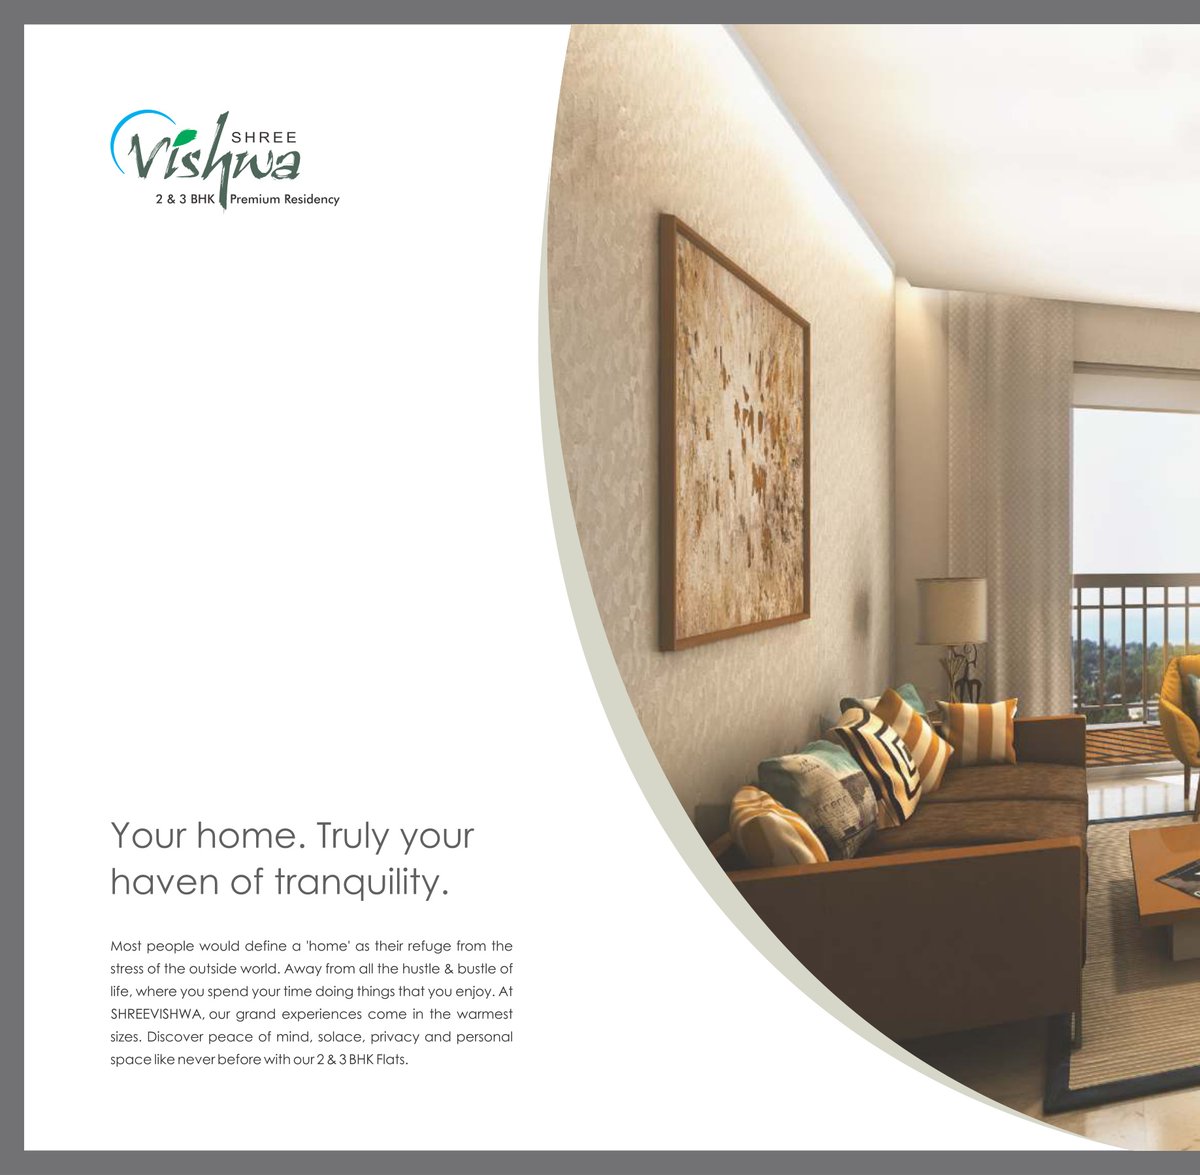 SHREE
Vishwa
2 & 3 BHK Premium Residency
Your home. Truly your
haven of tranquility.
Most people would define a 'home' as their refuge from the
stress of the outside world. Away from all the hustle & bustle of
life, where you spend your time doing things that you enjoy. At
SHREEVISHWA, our grand experiences come in the warmest
sizes. Discover peace of mind, solace, privacy and personal
space like never before with our 2 & 3 BHK Flats.